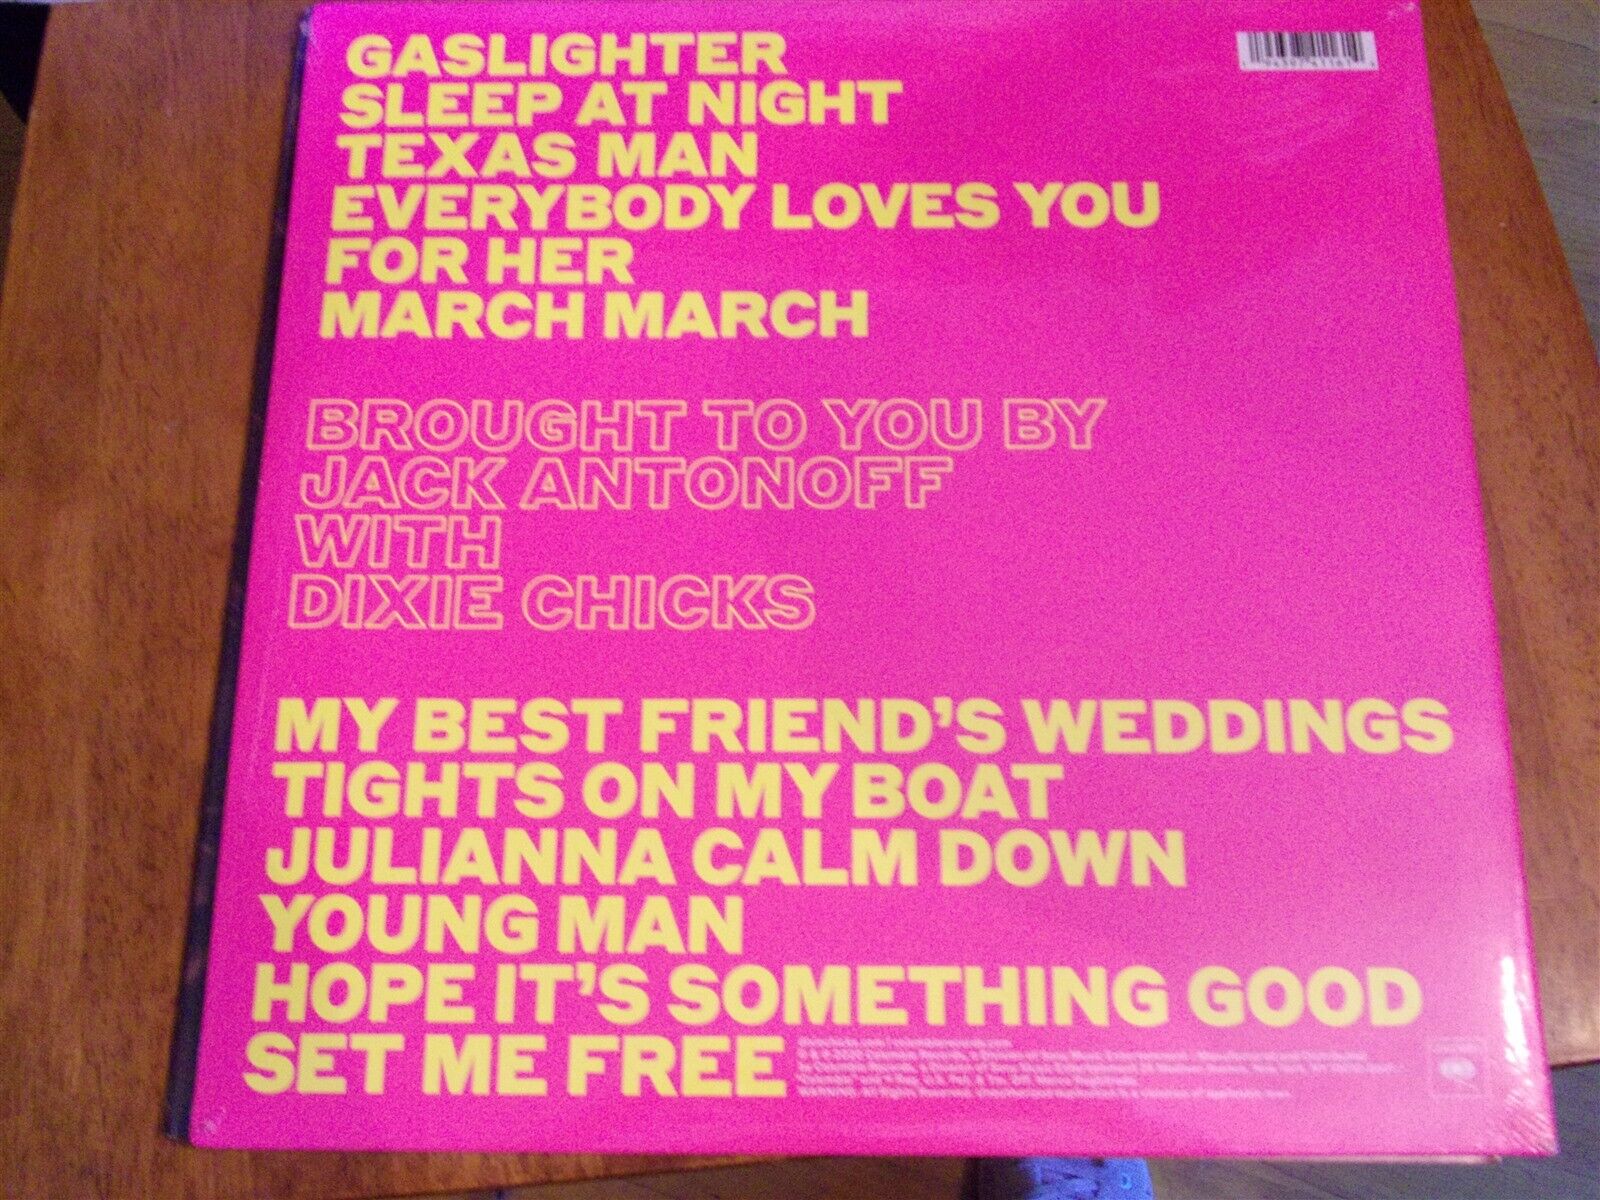 GASLIGHTER
SLEEP AT NIGHT
TEXAS MAN
EVERYBODY LOVES YOU
FOR HER
MARCH MARCH
BROUGHT TO YOU BY
JACK ANTONOFF
WITH
DIXIE CHICKS
MY BEST FRIEND'S WEDDINGS
TIGHTS ON MY BOAT
JULIANNA CALM DOWN
YOUNG MAN
HOPE IT'S SOMETHING GOOD
SET ME FREE